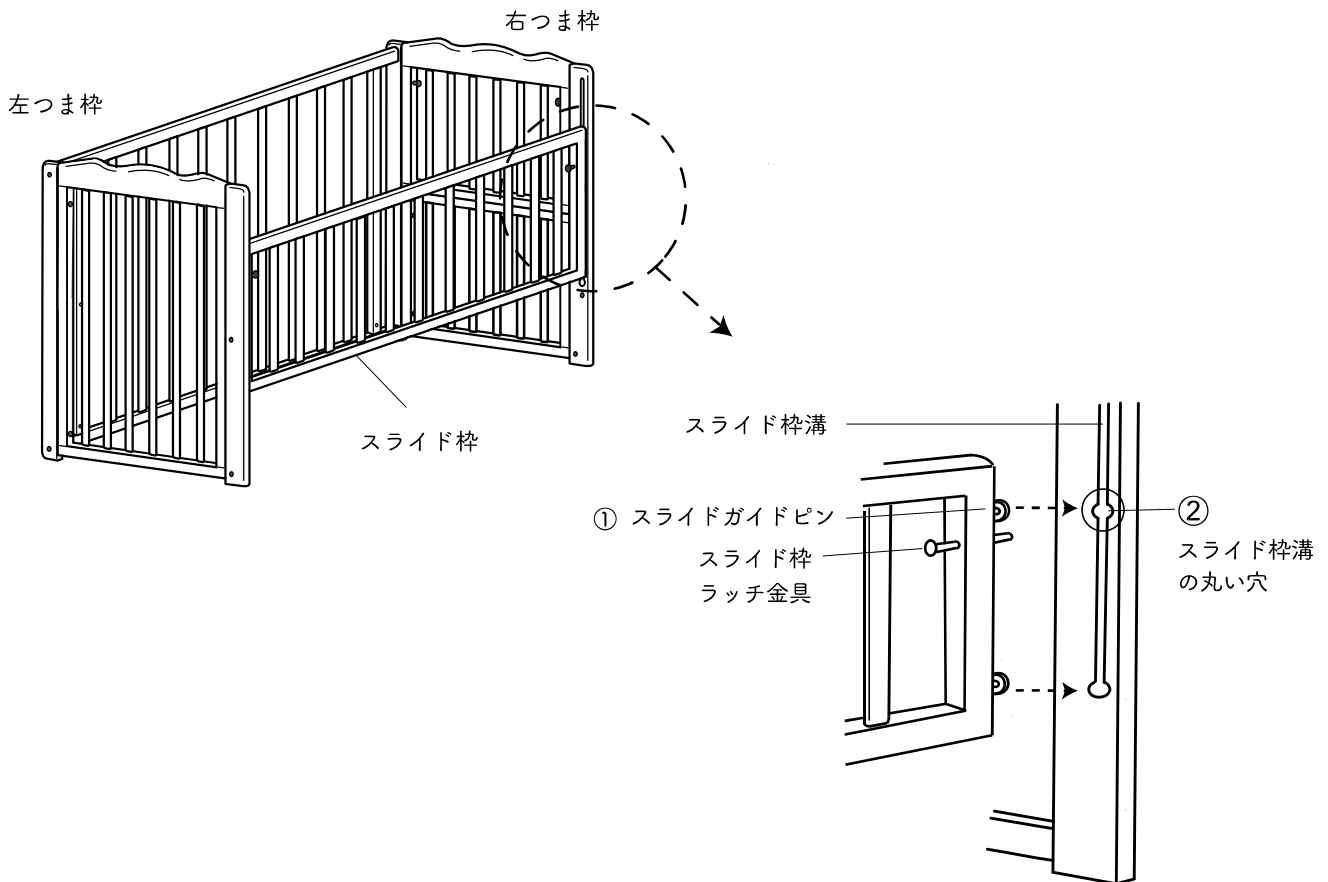 右つま枠
左つま枠
スライド枠
スライド枠溝
① スライドガイドピン
②
スライド枠
ラッチ金具
スライド枠溝
の丸い穴